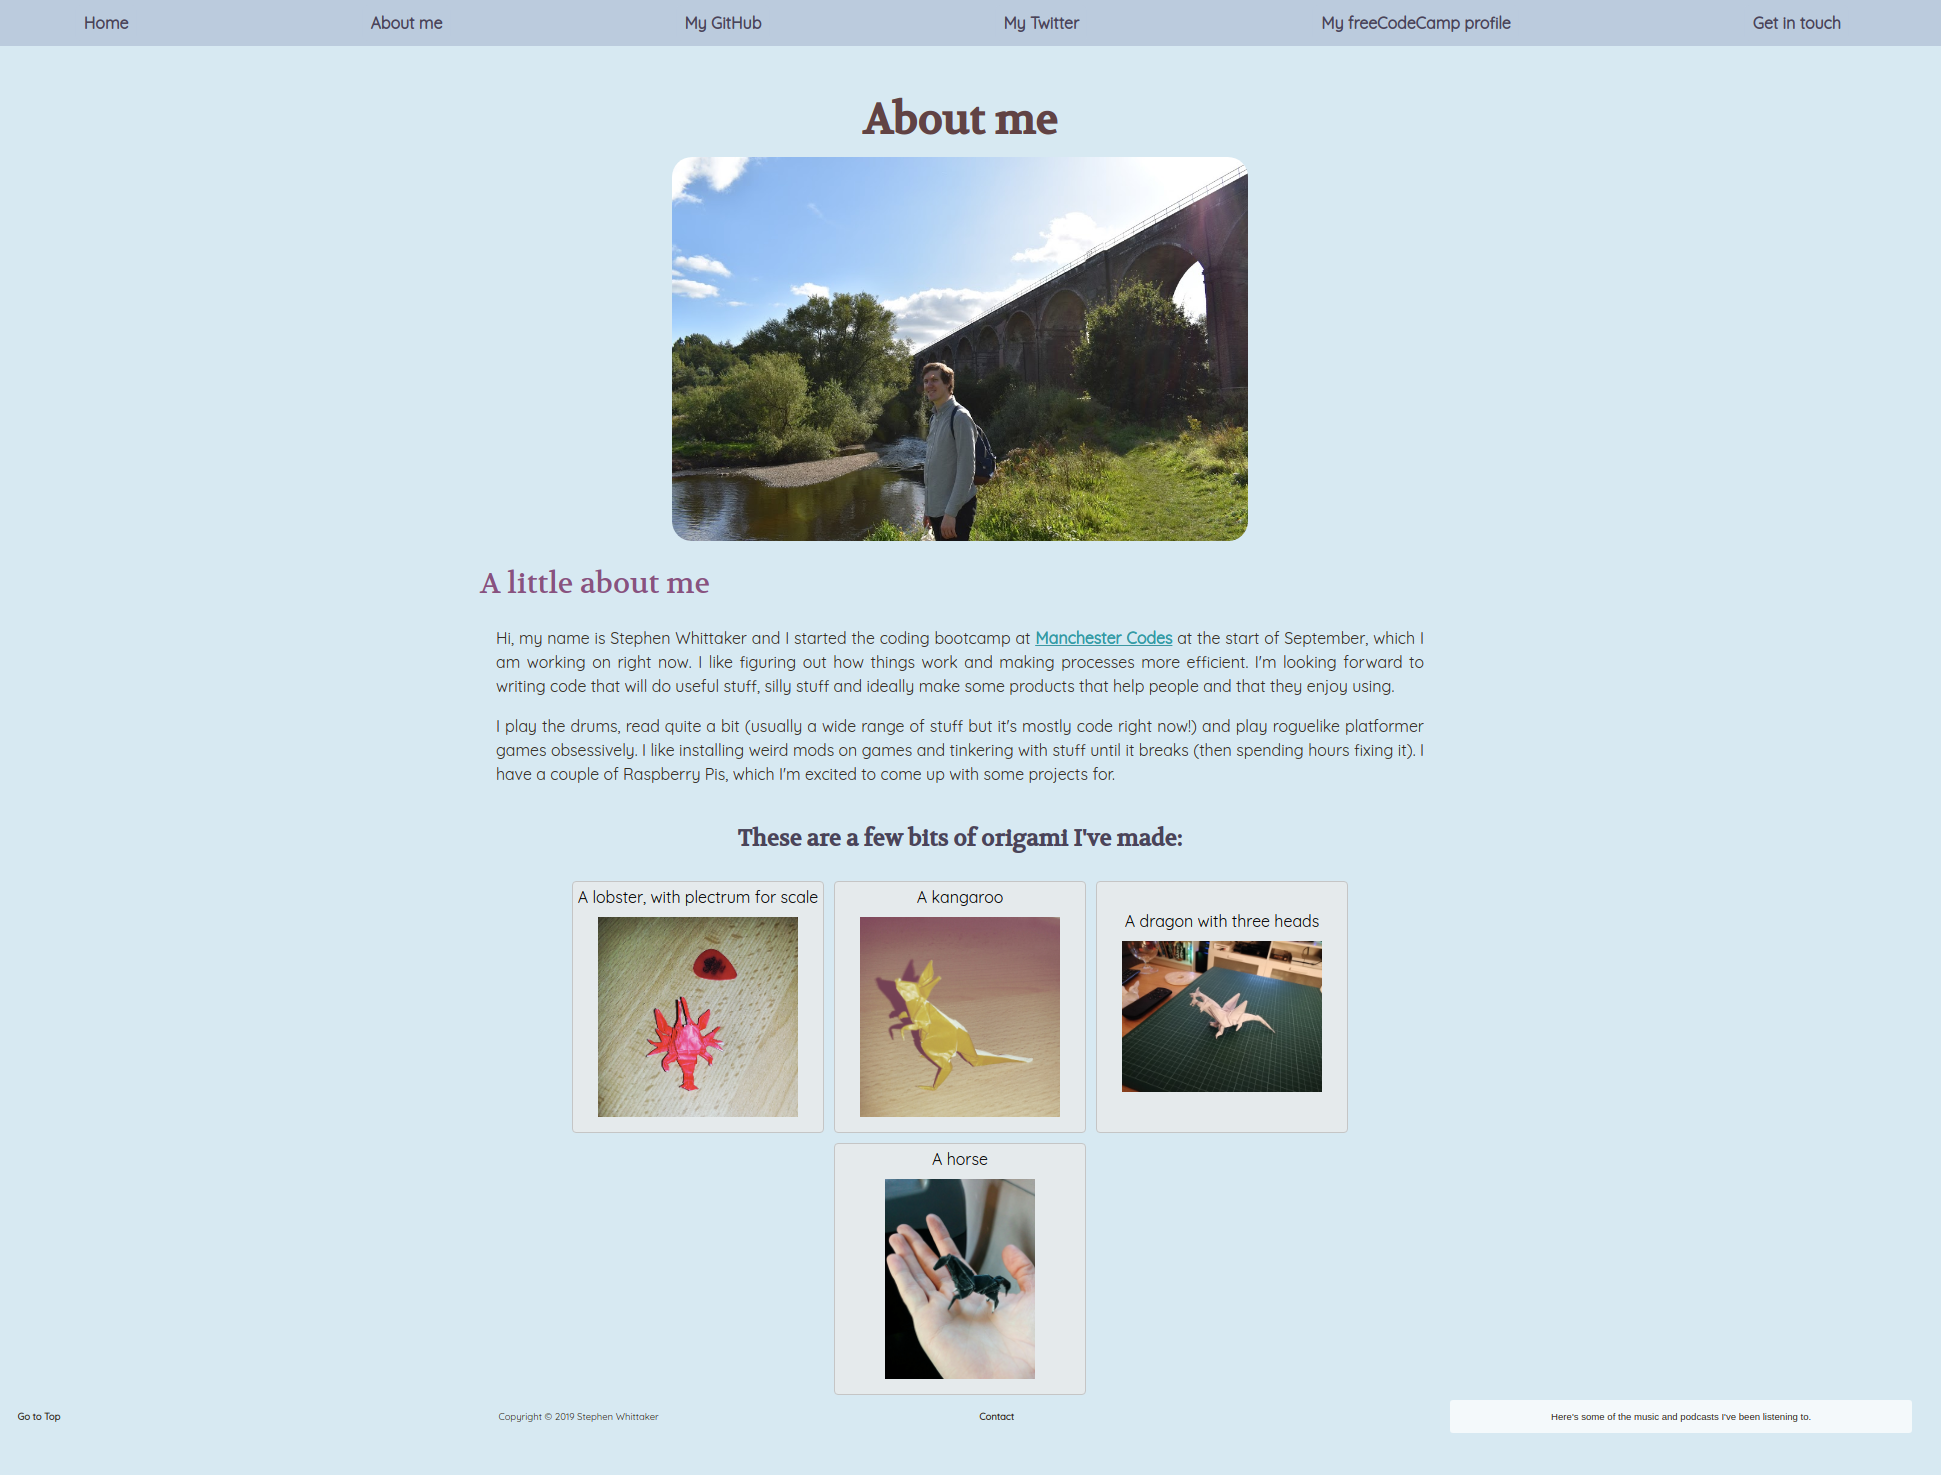 Home About me My GitHub My Twitter My freeCodeCamp profile Get in touch
About me
A little about me
Hi, my name is Stephen Whittaker and I started the coding bootcamp at Manchester Codes at the start of September, which I
am working on right now. I like figuring out how things work and making processes more efficient. I'm looking forward to
writing code that will do useful stuff, silly stuff and ideally make some products that help people and that they enjoy using.
I play the drums, read quite a bit (usually a wide range of stuff but it's mostly code right now!) and play roguelike platformer
games obsessively. I like installing weird mods on games and tinkering with stuff until it breaks (then spending hours fixing it). I
have a couple of Raspberry Pis, which I'm excited to come up with some projects for.
These are a few bits of origami I've made:
A lobster, with plectrum for scale
A kangaroo
A dragon with three heads
A horse
Go to Top Copyright © 2019 Stephen Whittaker Contact Here's some of the music and podcasts I've been listening to.